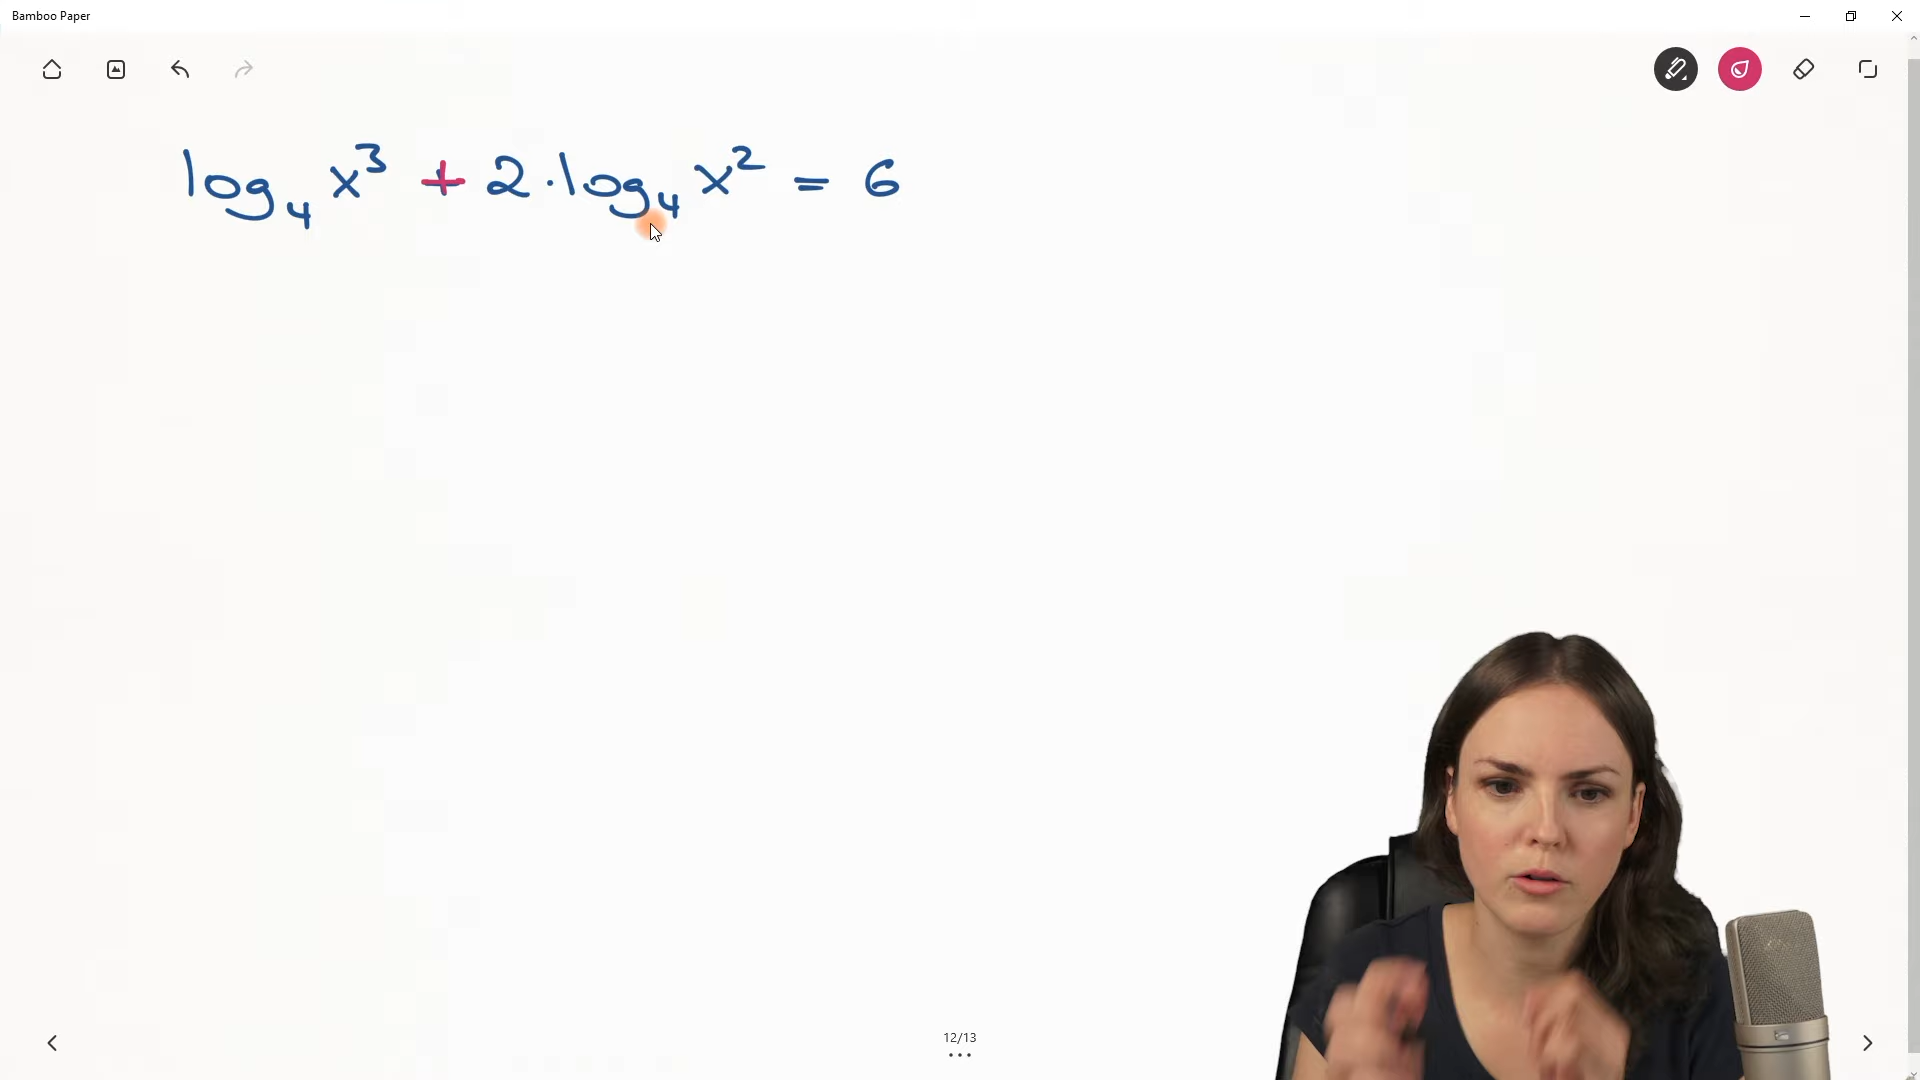 Bamboo Paper
log₄ x³ + 2 · log₄ x² = 6
12/13